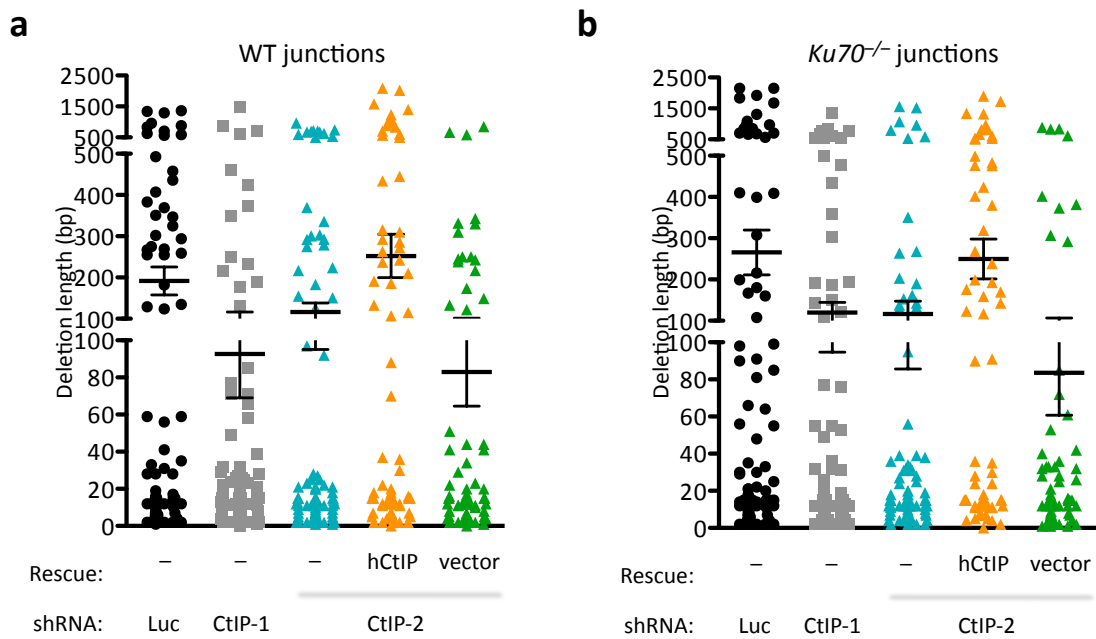 a
WT junctions
Deletion length (bp)
2500
1500
500
500
400
300
200
100
100
80
60
40
20
0
Rescue: – – – hCtIP vector
shRNA: Luc CtIP-1 CtIP-2
b
Ku70–/– junctions
Deletion length (bp)
2500
1500
500
500
400
300
200
100
100
80
60
40
20
0
Rescue: – – – hCtIP vector
shRNA: Luc CtIP-1 CtIP-2